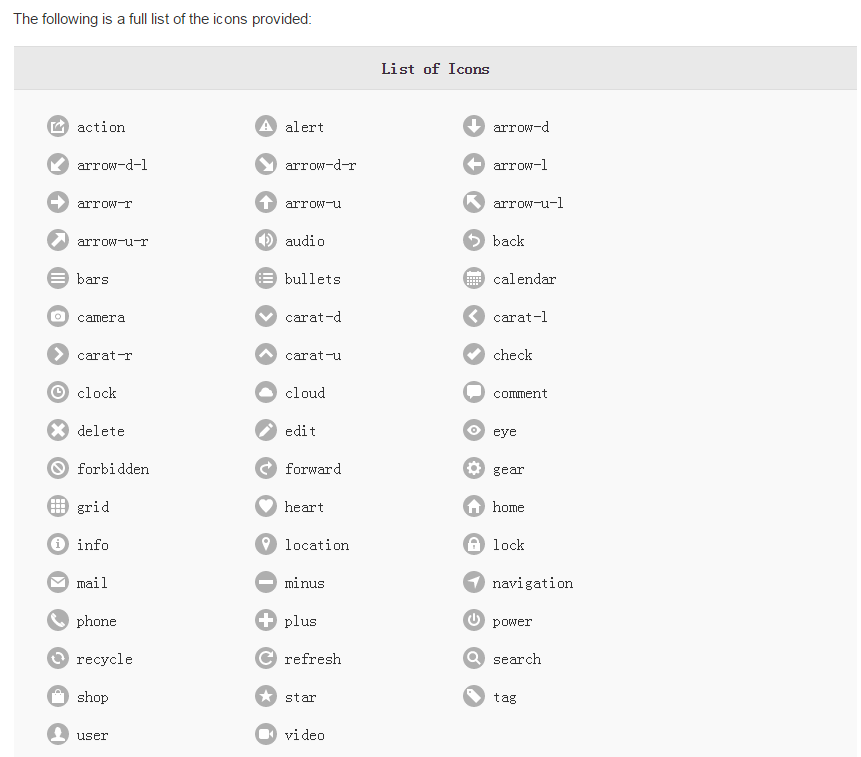 The following is a full list of the icons provided:
List of Icons
action alert arrow-d
arrow-d-l arrow-d-r arrow-l
arrow-r arrow-u arrow-u-l
arrow-u-r audio back
bars bullets calendar
camera carat-d carat-l
carat-r carat-u check
clock cloud comment
delete edit eye
forbidden forward gear
grid heart home
info location lock
mail minus navigation
phone plus power
recycle refresh search
shop star tag
user video